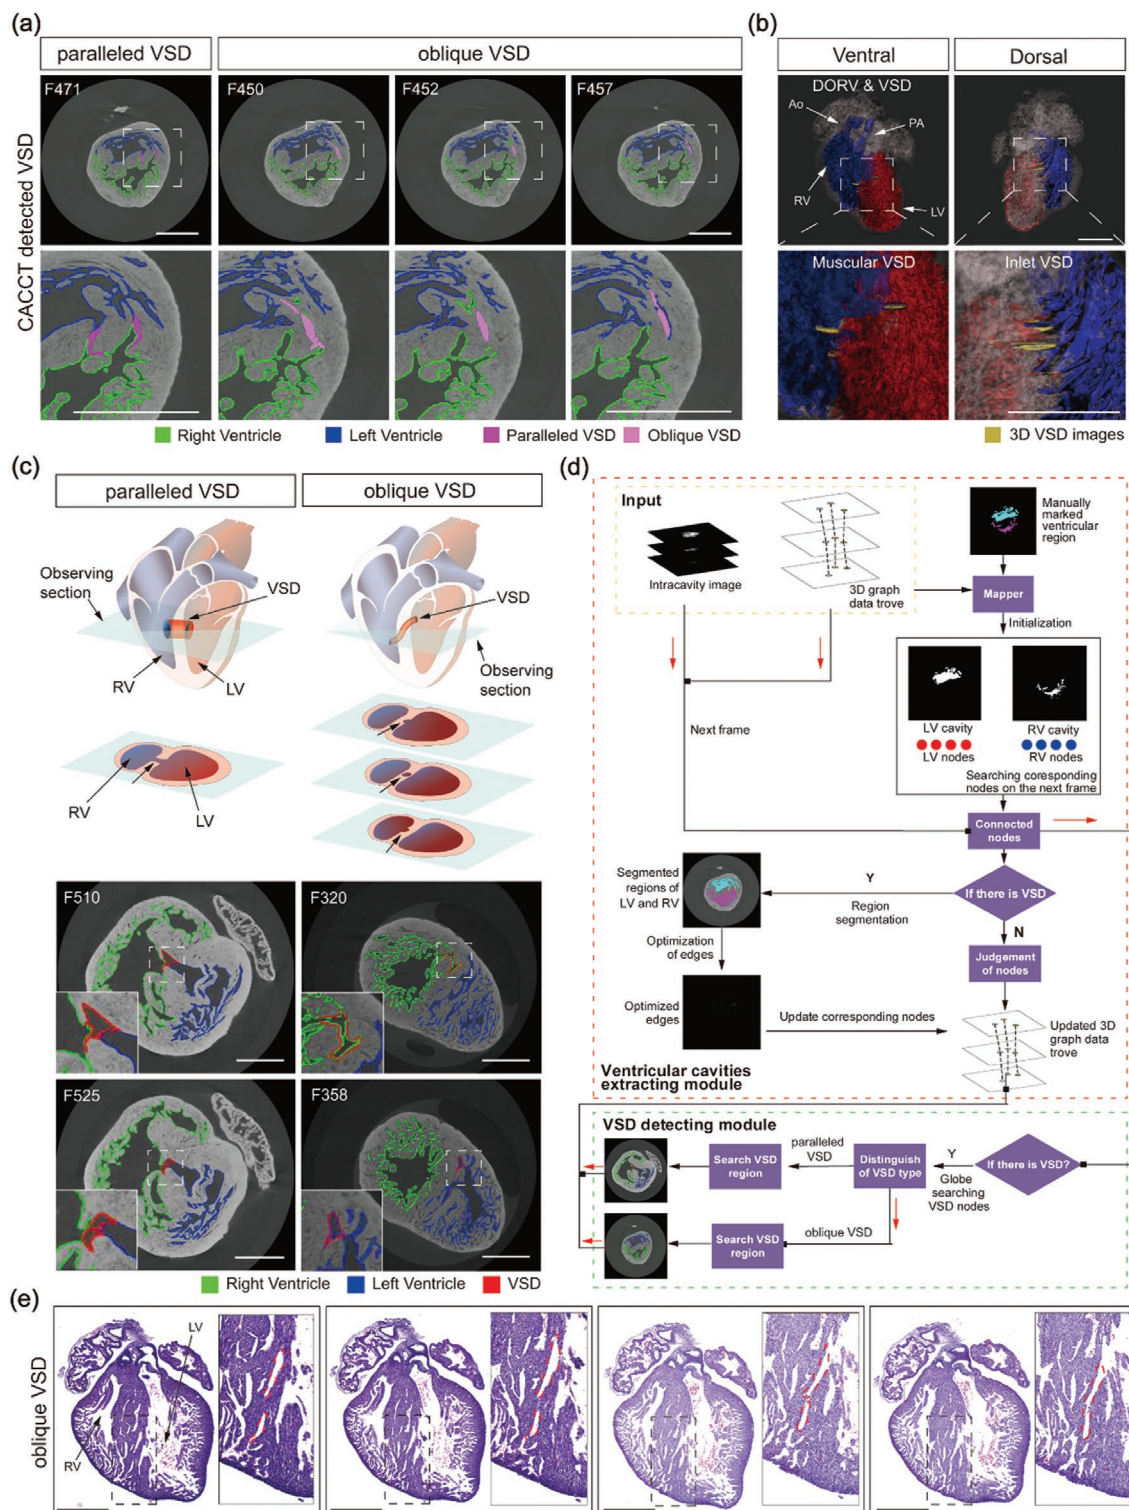 (a)
paralleled VSD
oblique VSD
CACCT detected VSD
F471
F450
F452
F457
Right Ventricle
Left Ventricle
Paralleled VSD
Oblique VSD
(b)
Ventral
Dorsal
DORV & VSD
Ao
PA
RV
LV
Muscular VSD
Inlet VSD
3D VSD images
(c)
paralleled VSD
oblique VSD
Observing
section
VSD
RV
LV
VSD
Observing
section
RV
LV
F510
F320
F525
F358
Right Ventricle
Left Ventricle
VSD
(d)
Input
Intracavity image
3D graph
data trove
Manually
marked
ventricular
region
Mapper
Initialization
LV cavity
LV nodes
RV cavity
RV nodes
Searching coresponding
nodes on the next frame
Next frame
Connected
nodes
If there is VSD
Y
Region
segmentation
N
Segmented
regions of
LV and RV
Optimization
of edges
Judgement
of nodes
Optimized
edges
Update corresponding nodes
Updated 3D
graph data
trove
Ventricular cavities
extracting module
VSD detecting module
If there is VSD?
Y
Globe
searching
VSD nodes
Distinguish
of VSD type
paralleled
VSD
Search VSD
region
oblique VSD
Search VSD
region
(e)
oblique VSD
LV
RV